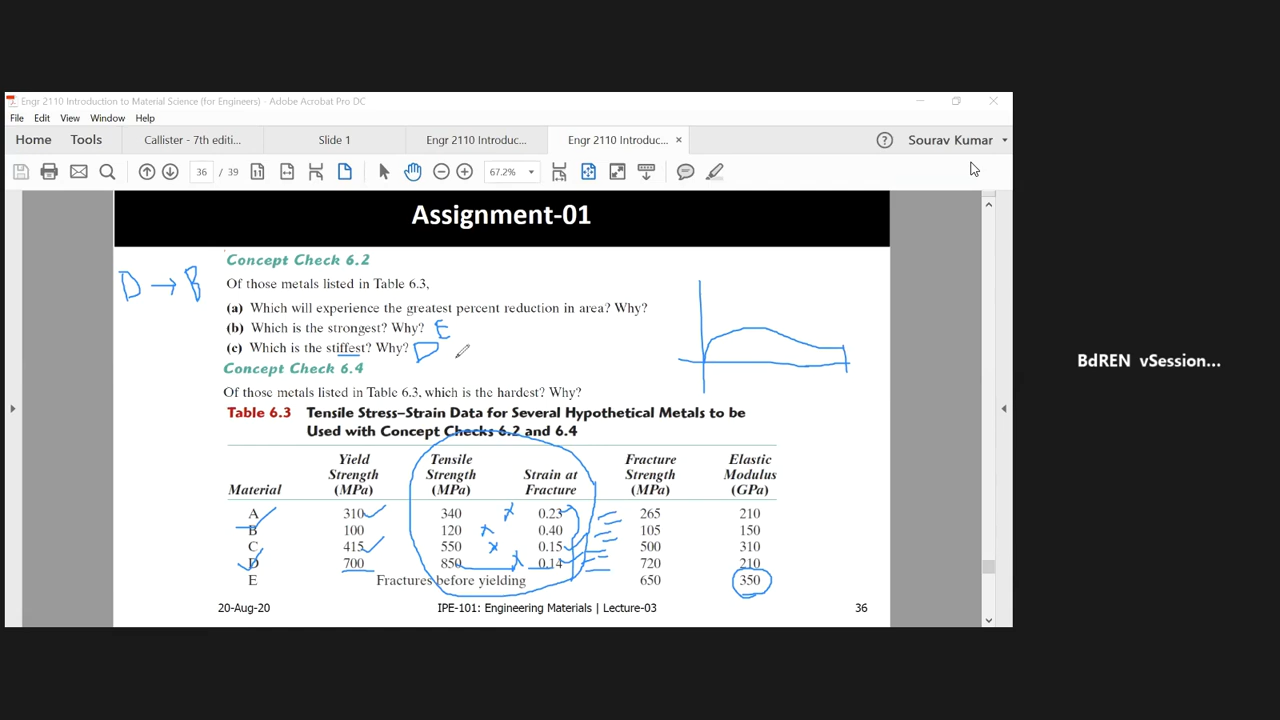 Engr 2110 Introduction to Material Science (for Engineers) - Adobe Acrobat Pro DC
File Edit View Window Help
Home Tools Callister - 7th editi... Slide 1 Engr 2110 Introduc... Engr 2110 Introduc... × ? Sourav Kumar
36 / 39 67.2%
Assignment-01
Concept Check 6.2
D → B
Of those metals listed in Table 6.3,
(a) Which will experience the greatest percent reduction in area? Why?
(b) Which is the strongest? Why? E
(c) Which is the stiffest? Why? D
BdREN vSession...
Concept Check 6.4
Of those metals listed in Table 6.3, which is the hardest? Why?
Table 6.3 Tensile Stress–Strain Data for Several Hypothetical Metals to be
Used with Concept Checks 6.2 and 6.4
Yield Tensile Fracture Elastic
Strength Strength Strain at Strength Modulus
Material (MPa) (MPa) Fracture (MPa) (GPa)
A 310 340 0.23 265 210
B 100 120 0.40 105 150
C 415 550 0.15 500 310
D 700 850 0.14 720 210
E Fractures before yielding 650 350
20-Aug-20 IPE-101: Engineering Materials | Lecture-03 36